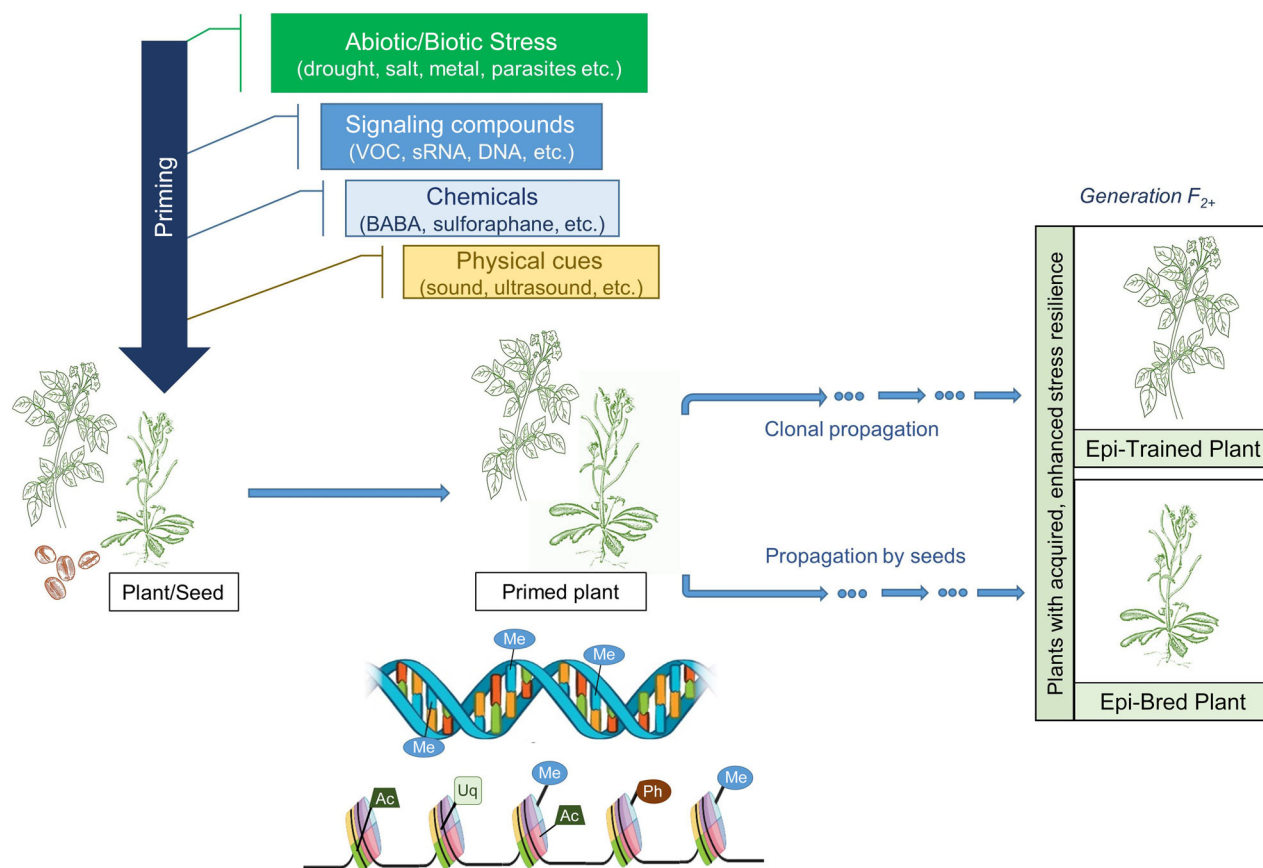 Abiotic/Biotic Stress
(drought, salt, metal, parasites etc.)
Signaling compounds
(VOC, sRNA, DNA, etc.)
Chemicals
(BABA, sulforaphane, etc.)
Physical cues
(sound, ultrasound, etc.)
Priming
Plant/Seed
Primed plant
Clonal propagation
Propagation by seeds
Generation F2+
Plants with acquired, enhanced stress resilience
Epi-Trained Plant
Epi-Bred Plant
Me
Me
Me
Ac
Uq
Me
Ac
Ph
Me